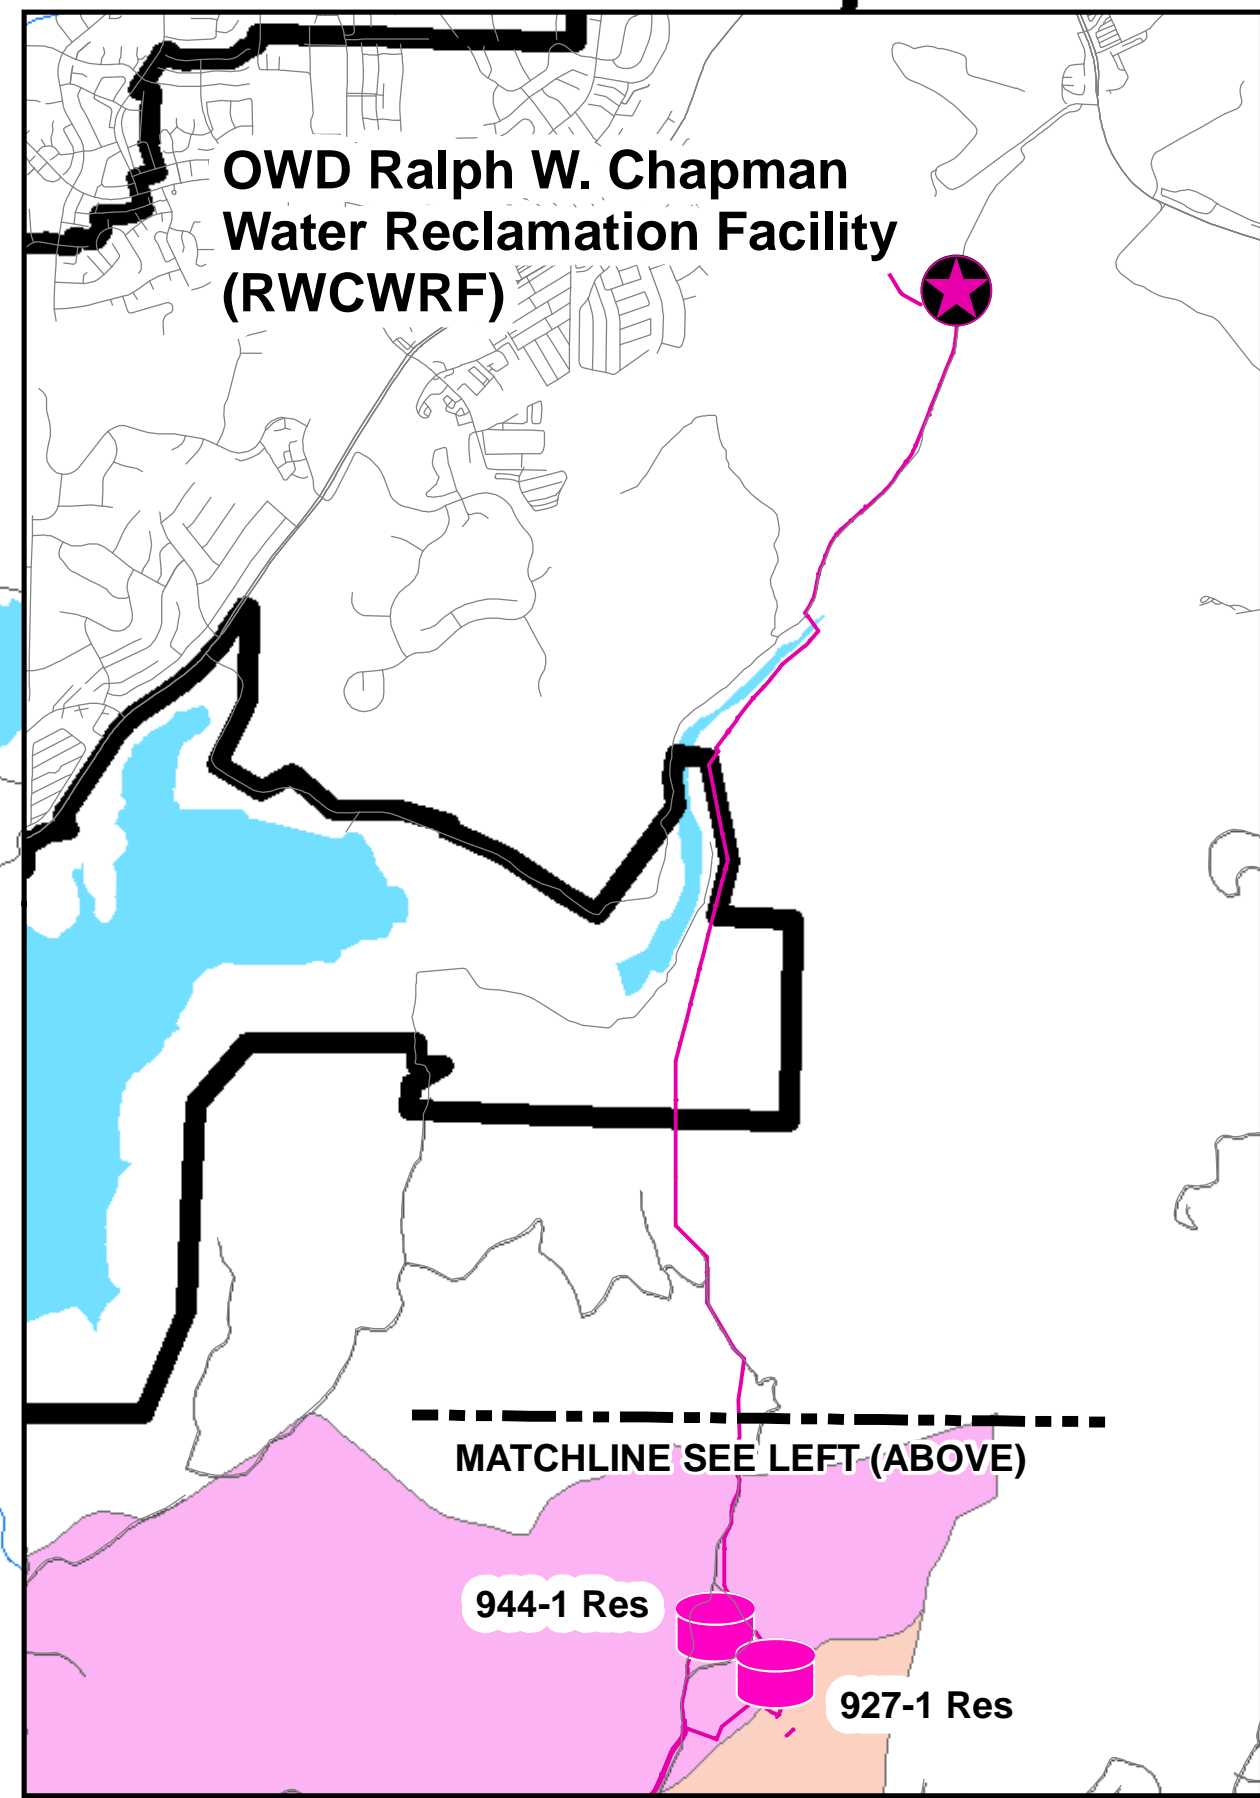 OWD Ralph W. Chapman
Water Reclamation Facility
(RWCWRF)
MATCHLINE SEE LEFT (ABOVE)
944-1 Res
927-1 Res